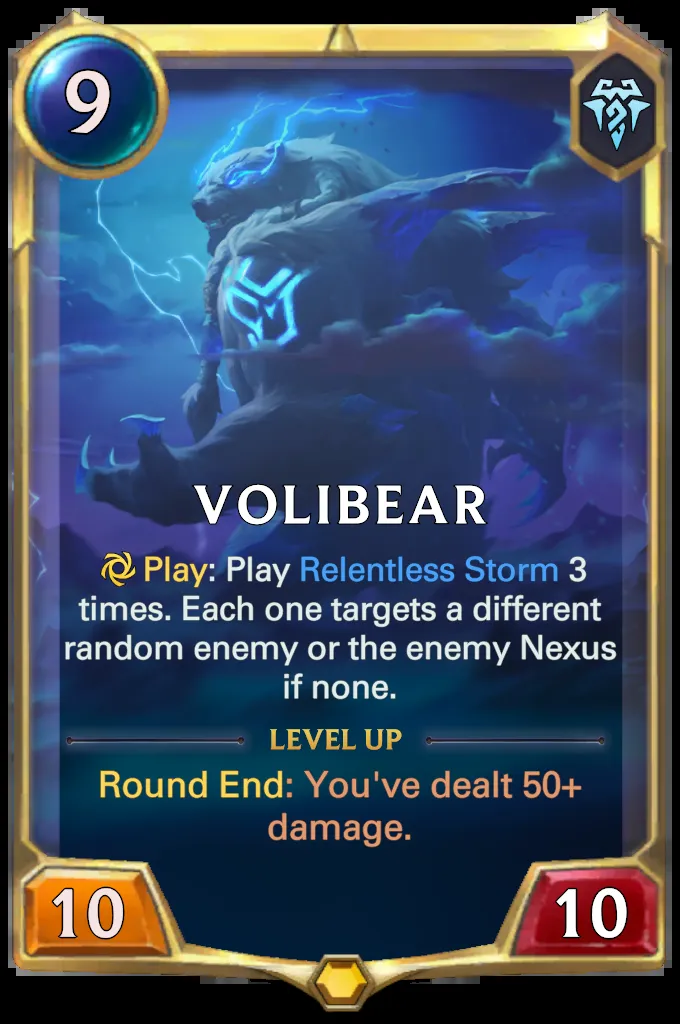 9
VOLIBEAR
Play: Play Relentless Storm 3
times. Each one targets a different
random enemy or the enemy Nexus
if none.
LEVEL UP
Round End: You've dealt 50+
damage.
10
10